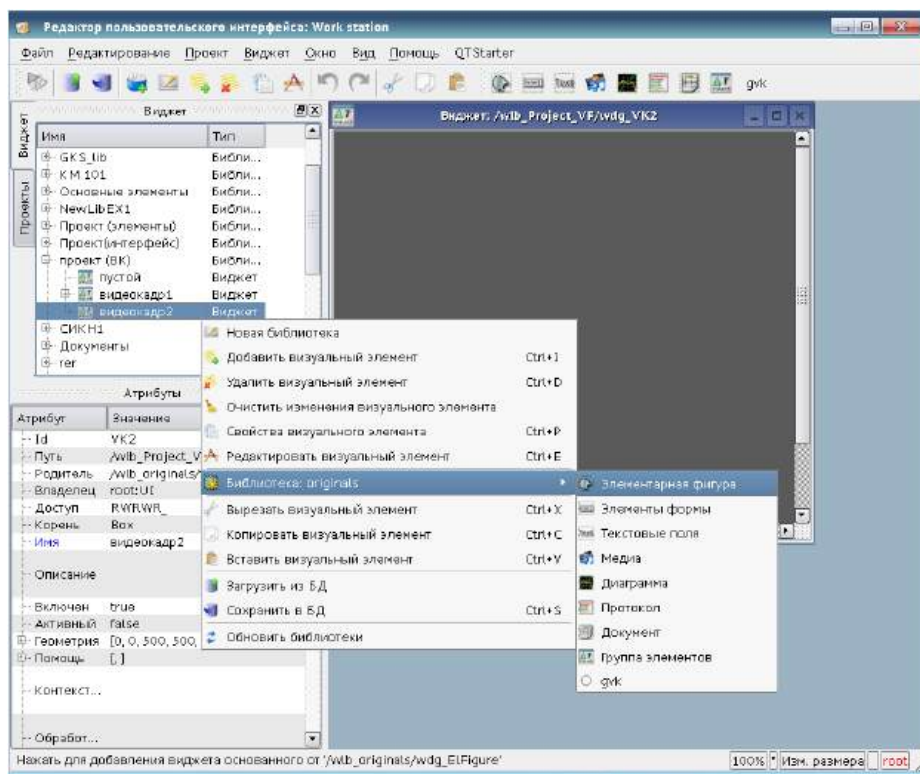 Редактор пользовательского интерфейса: Work station
Файл Редактирование Проект Виджет Окно Вид Помощь QTStarter
gvk
Виджет
Виджет
Проекты
Имя Тип
GKS_lib Библи...
КМ 101 Библи...
Основные элементы Библи...
NewLibEX1 Библи...
Проект (элементы) Библи...
Проект(интерфейс) Библи...
проект (ВК) Библи...
пустой Виджет
видеокадр1 Виджет
видеокадр2 Виджет
СИКН1
Документы
rer
Виджет: /wlb_Project_VF/wdg_VK2
Новая библиотека
Добавить визуальный элемент Ctrl+I
Удалить визуальный элемент Ctrl+D
Очистить изменения визуального элемента
Свойства визуального элемента Ctrl+P
Редактировать визуальный элемент Ctrl+E
Библиотека: originals
Вырезать визуальный элемент Ctrl+X
Копировать визуальный элемент Ctrl+C
Вставить визуальный элемент Ctrl+V
Загрузить из БД
Сохранить в БД Ctrl+S
Обновить библиотеки
Элементарная фигура
Элементы формы
Текстовые поля
Медиа
Диаграмма
Протокол
Документ
Группа элементов
gvk
Атрибуты
Атрибут Значение
Id VK2
Путь /wlb_Project_V
Родитель /wlb_originals/
Владелец root:UI
Доступ RWRWR_
Корень Box
Имя видеокадр2
Описание
Включен true
Активный false
Геометрия [0, 0, 500, 500,
Помощь [, ]
Контекст...
Обработ...
Нажать для добавления виджета основанного от '/wlb_originals/wdg_ElFigure'
100% * Изм. размера root